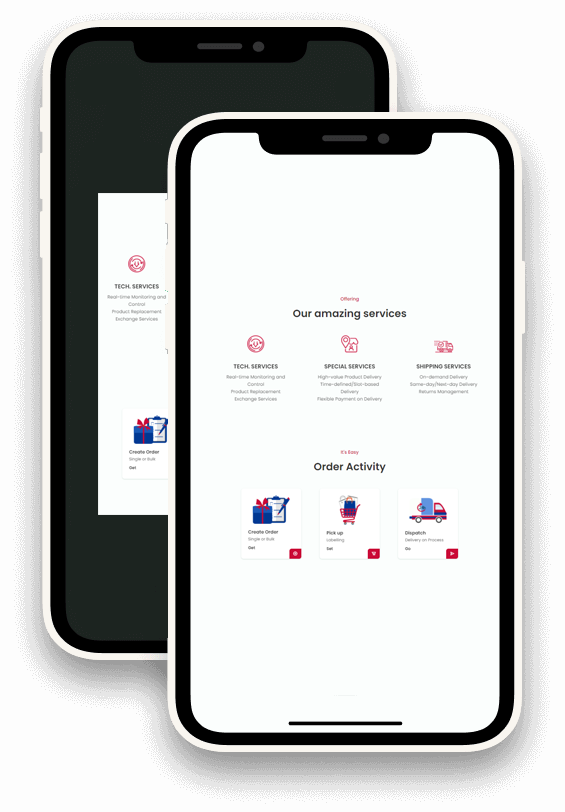 TECH. SERVICES
Real-time Monitoring and
Control
Product Replacement
Exchange Services
Create Order
Single or Bulk
Get
Offering
Our amazing services
TECH. SERVICES
Real-time Monitoring and
Control
Product Replacement
Exchange Services
SPECIAL SERVICES
High-value Product Delivery
Time-defined/Slot-based
Delivery
Flexible Payment on Delivery
SHIPPING SERVICES
On-demand Delivery
Same-day/Next-day Delivery
Returns Management
It's Easy
Order Activity
Create Order
Single or Bulk
Get
Pick up
Labelling
Set
Dispatch
Delivery on Process
Go